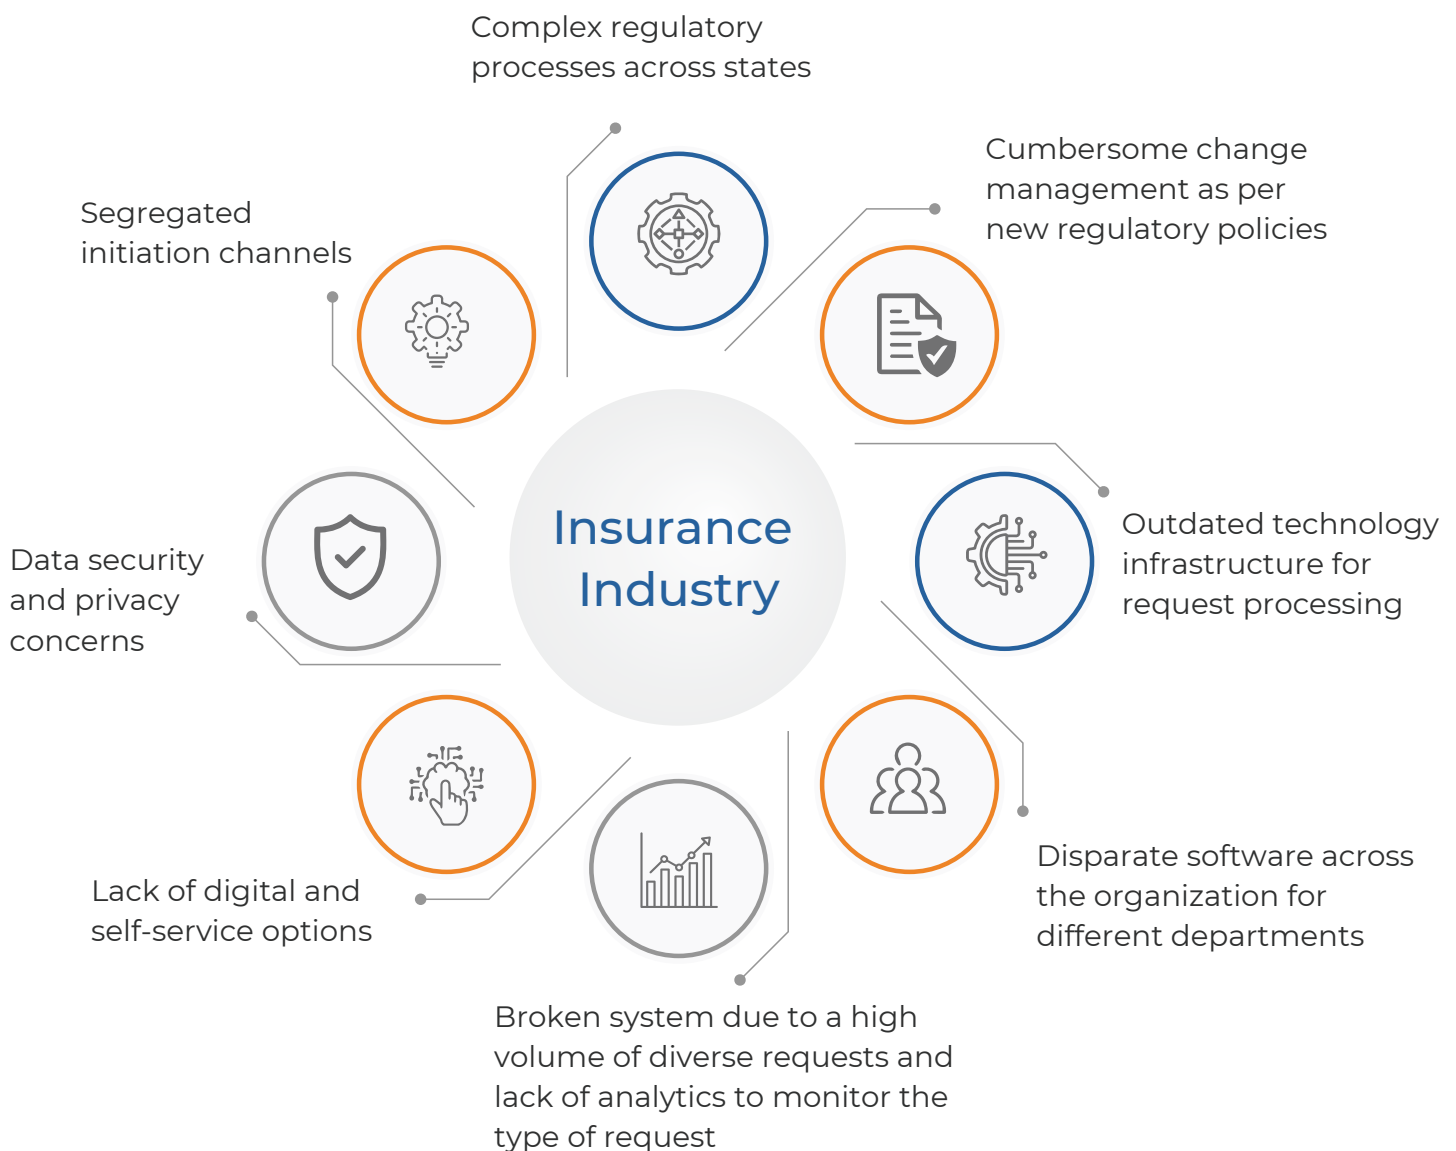 Complex regulatory
processes across states
Cumbersome change
management as per
new regulatory policies
Segregated
initiation channels
Insurance
Industry
Outdated technology
infrastructure for
request processing
Data security
and privacy
concerns
Disparate software across
the organization for
different departments
Lack of digital and
self-service options
Broken system due to a high
volume of diverse requests and
lack of analytics to monitor the
type of request